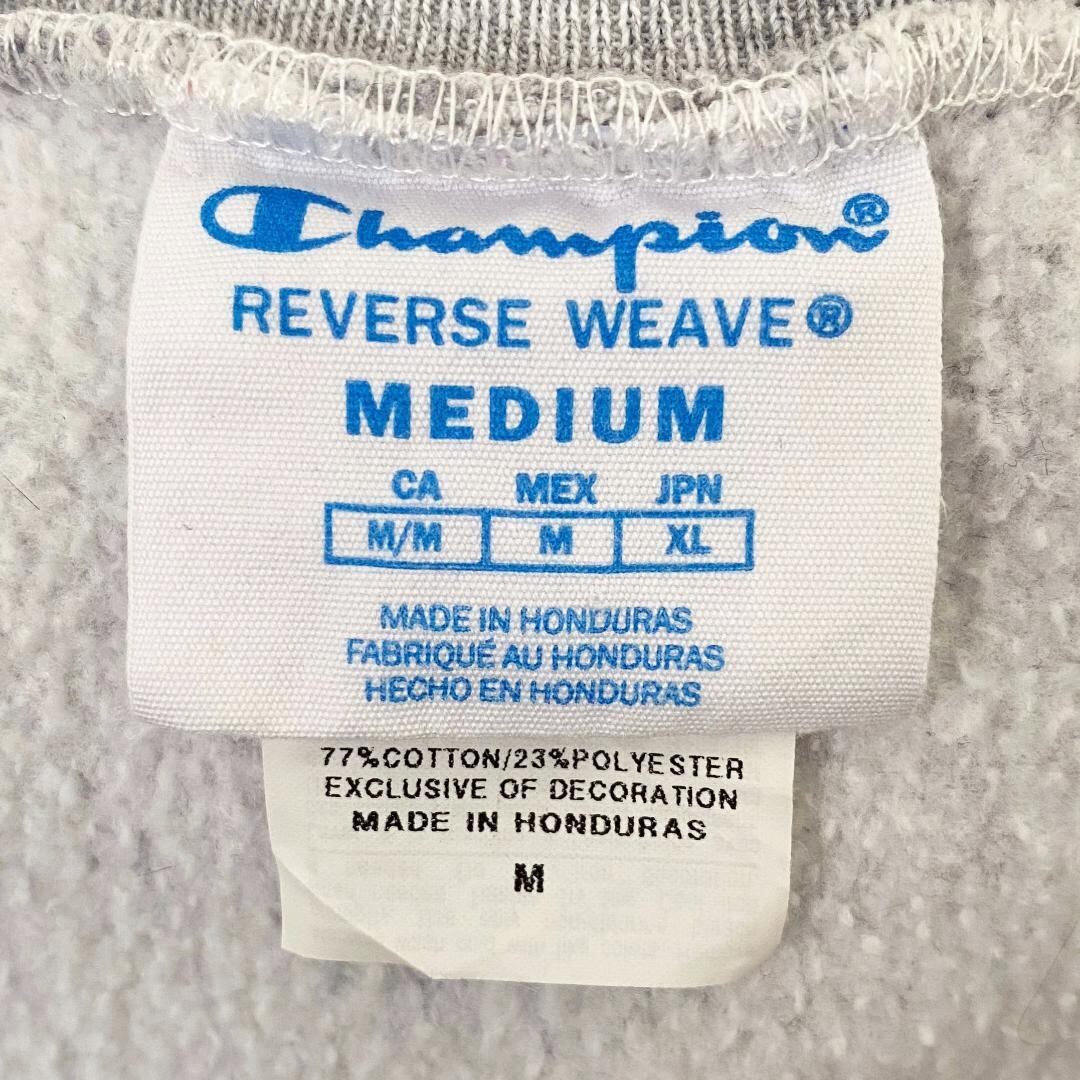 Champion®
REVERSE WEAVE®
MEDIUM
CA MEX JPN
M/M M XL
MADE IN HONDURAS
FABRIQUÉ AU HONDURAS
HECHO EN HONDURAS
77%COTTON/23%POLYESTER
EXCLUSIVE OF DECORATION
MADE IN HONDURAS
M